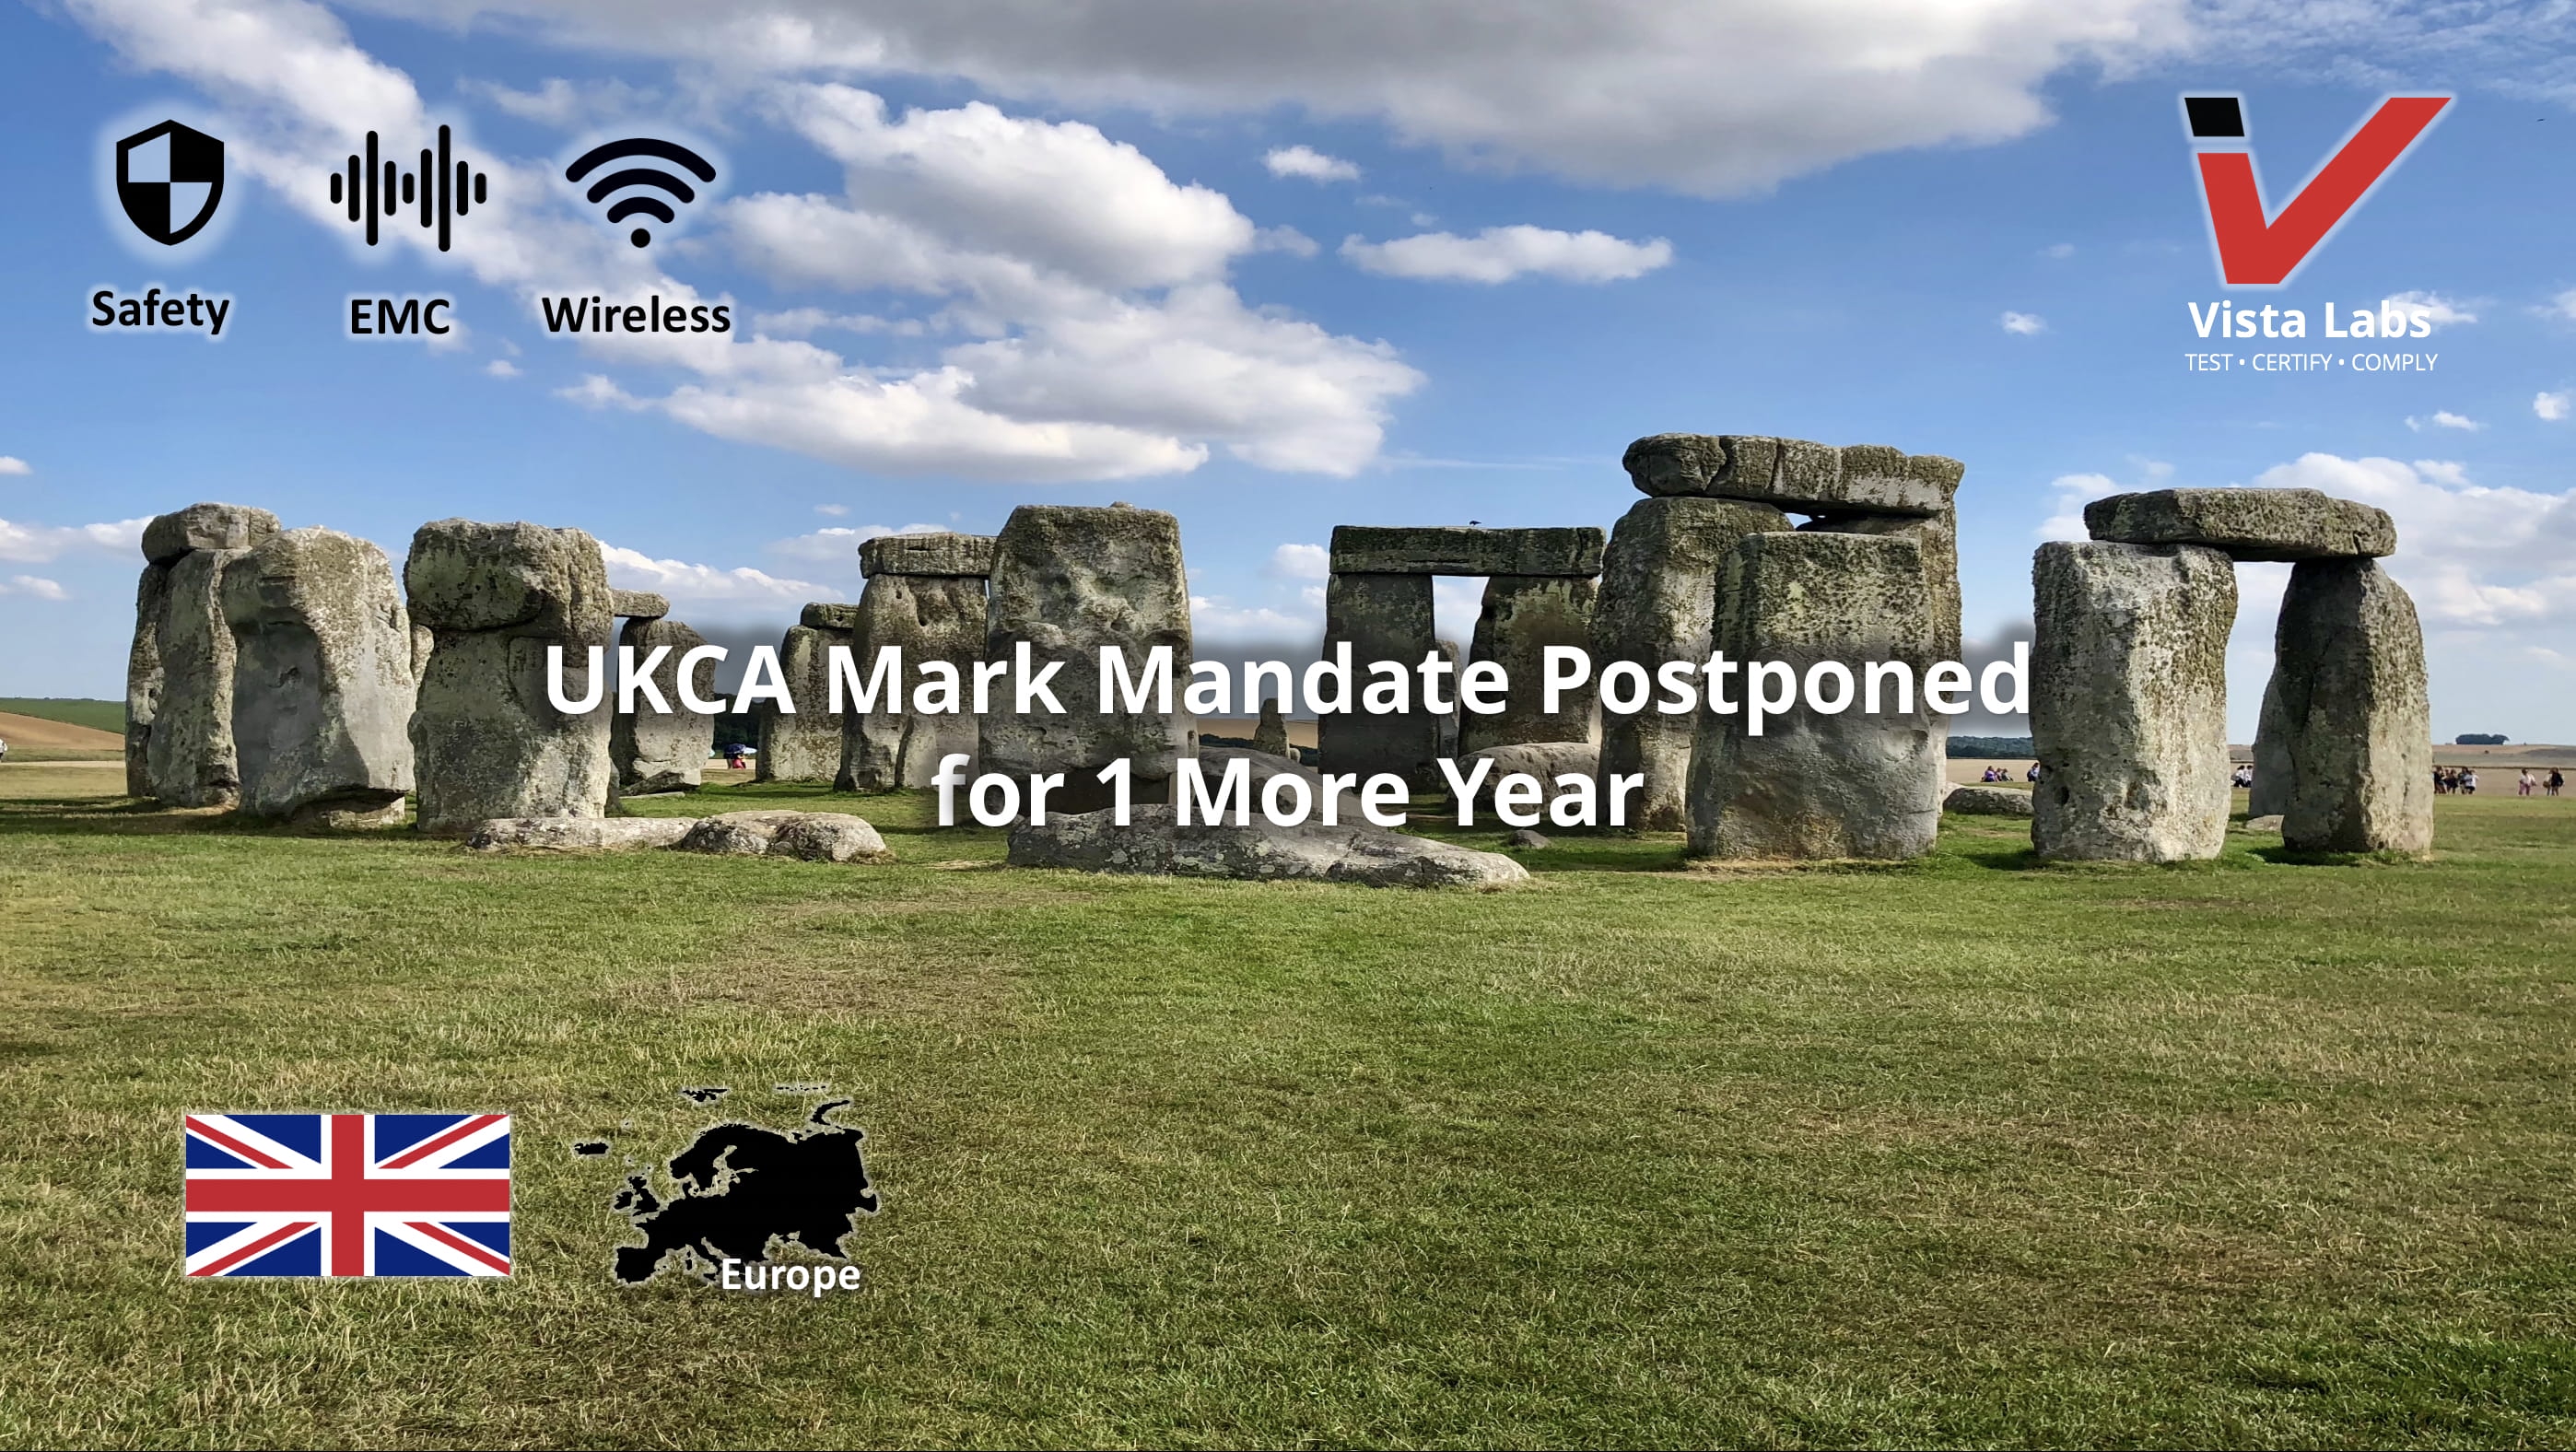 Safety
EMC
Wireless
Vista Labs
TEST • CERTIFY • COMPLY
UKCA Mark Mandate Postponed
for 1 More Year
Europe